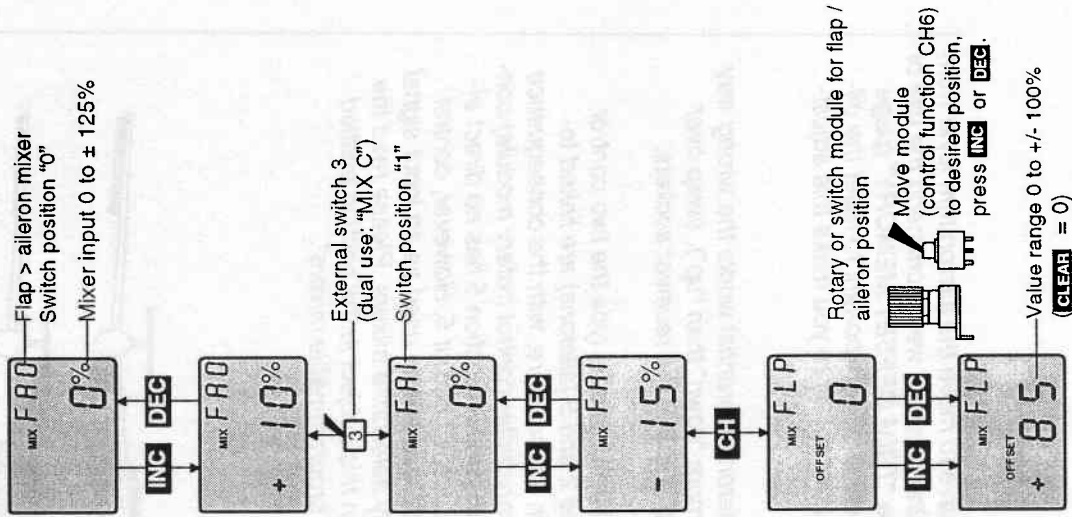 MIX FA0
0%
Flap > aileron mixer
Switch position "0"
Mixer input 0 to ± 125%
INC DEC
MIX FA0
+ 10%
3
External switch 3
(dual use: "MIX C")
MIX FA1
0%
Switch position "1"
INC DEC
MIX FA1
- 15%
CH
MIX FLP
OFFSET
0
Rotary or switch module for flap /
aileron position
INC DEC
Move module
(control function CH6)
to desired position,
press INC or DEC.
MIX FLP
OFFSET
+ 85
Value range 0 to +/- 100%
(CLEAR = 0)